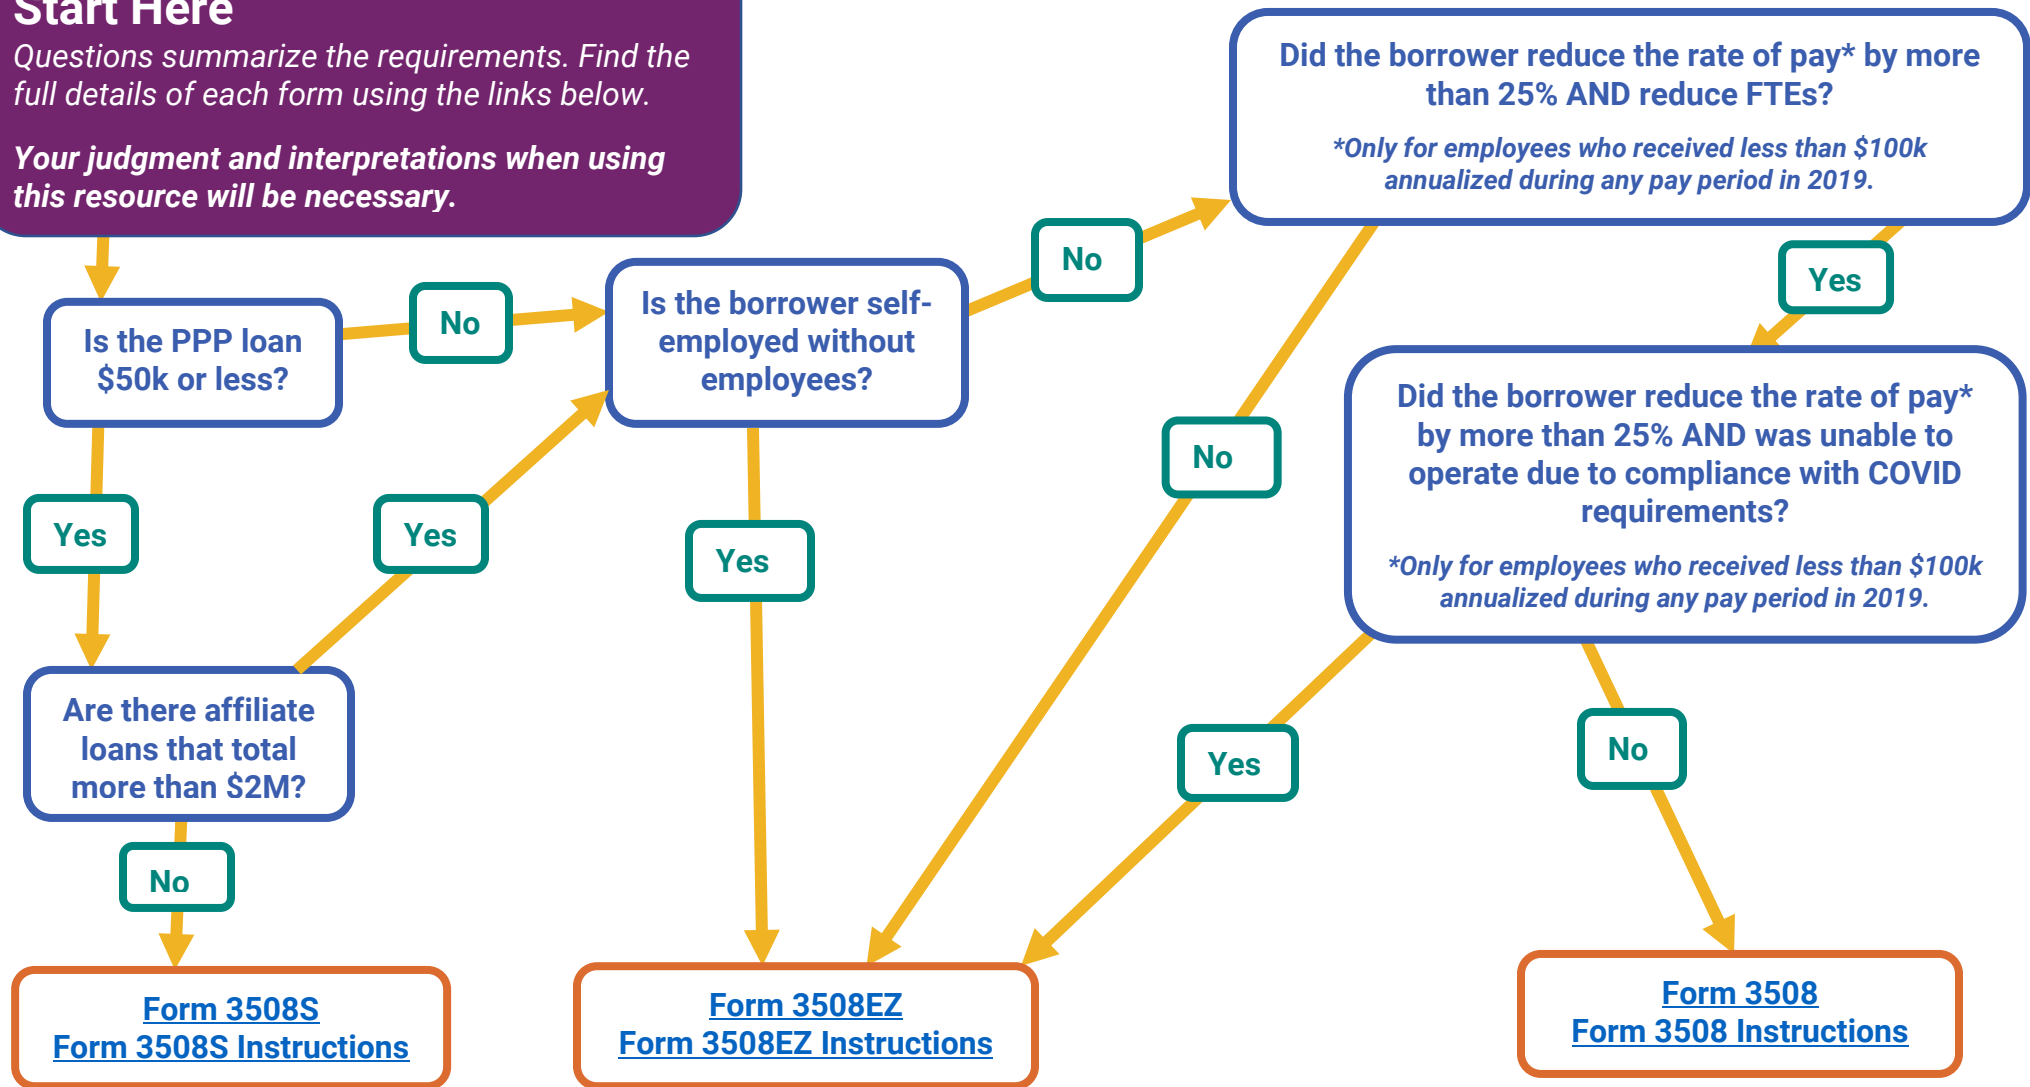 Start Here
Questions summarize the requirements. Find the
full details of each form using the links below.
Your judgment and interpretations when using
this resource will be necessary.
Is the PPP loan
$50k or less?
No
Yes
Are there affiliate
loans that total
more than $2M?
Yes
No
Is the borrower self-
employed without
employees?
No
Yes
Did the borrower reduce the rate of pay* by more
than 25% AND reduce FTEs?
*Only for employees who received less than $100k
annualized during any pay period in 2019.
No
Yes
Did the borrower reduce the rate of pay*
by more than 25% AND was unable to
operate due to compliance with COVID
requirements?
*Only for employees who received less than $100k
annualized during any pay period in 2019.
Yes
No
Form 3508S
Form 3508S Instructions
Form 3508EZ
Form 3508EZ Instructions
Form 3508
Form 3508 Instructions